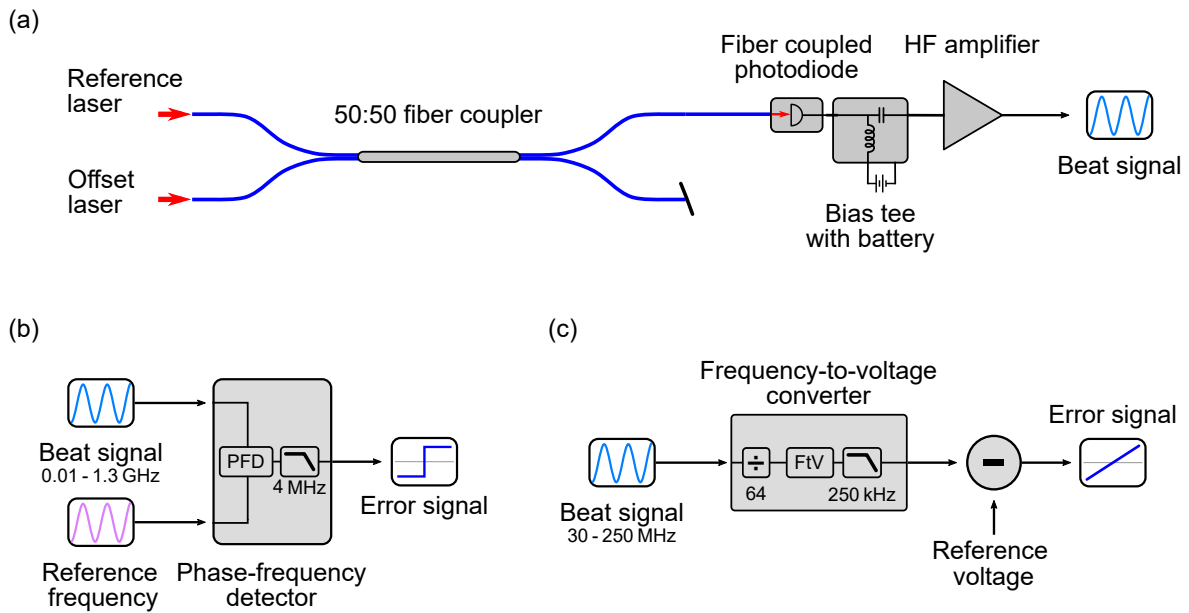 (a)
Reference
laser
Offset
laser
50:50 fiber coupler
Fiber coupled
photodiode
HF amplifier
Bias tee
with battery
Beat signal
(b)
Beat signal
0.01 - 1.3 GHz
Reference
frequency
PFD
4 MHz
Phase-frequency
detector
Error signal
(c)
Frequency-to-voltage
converter
Beat signal
30 - 250 MHz
÷
64
FtV
250 kHz
Reference
voltage
Error signal